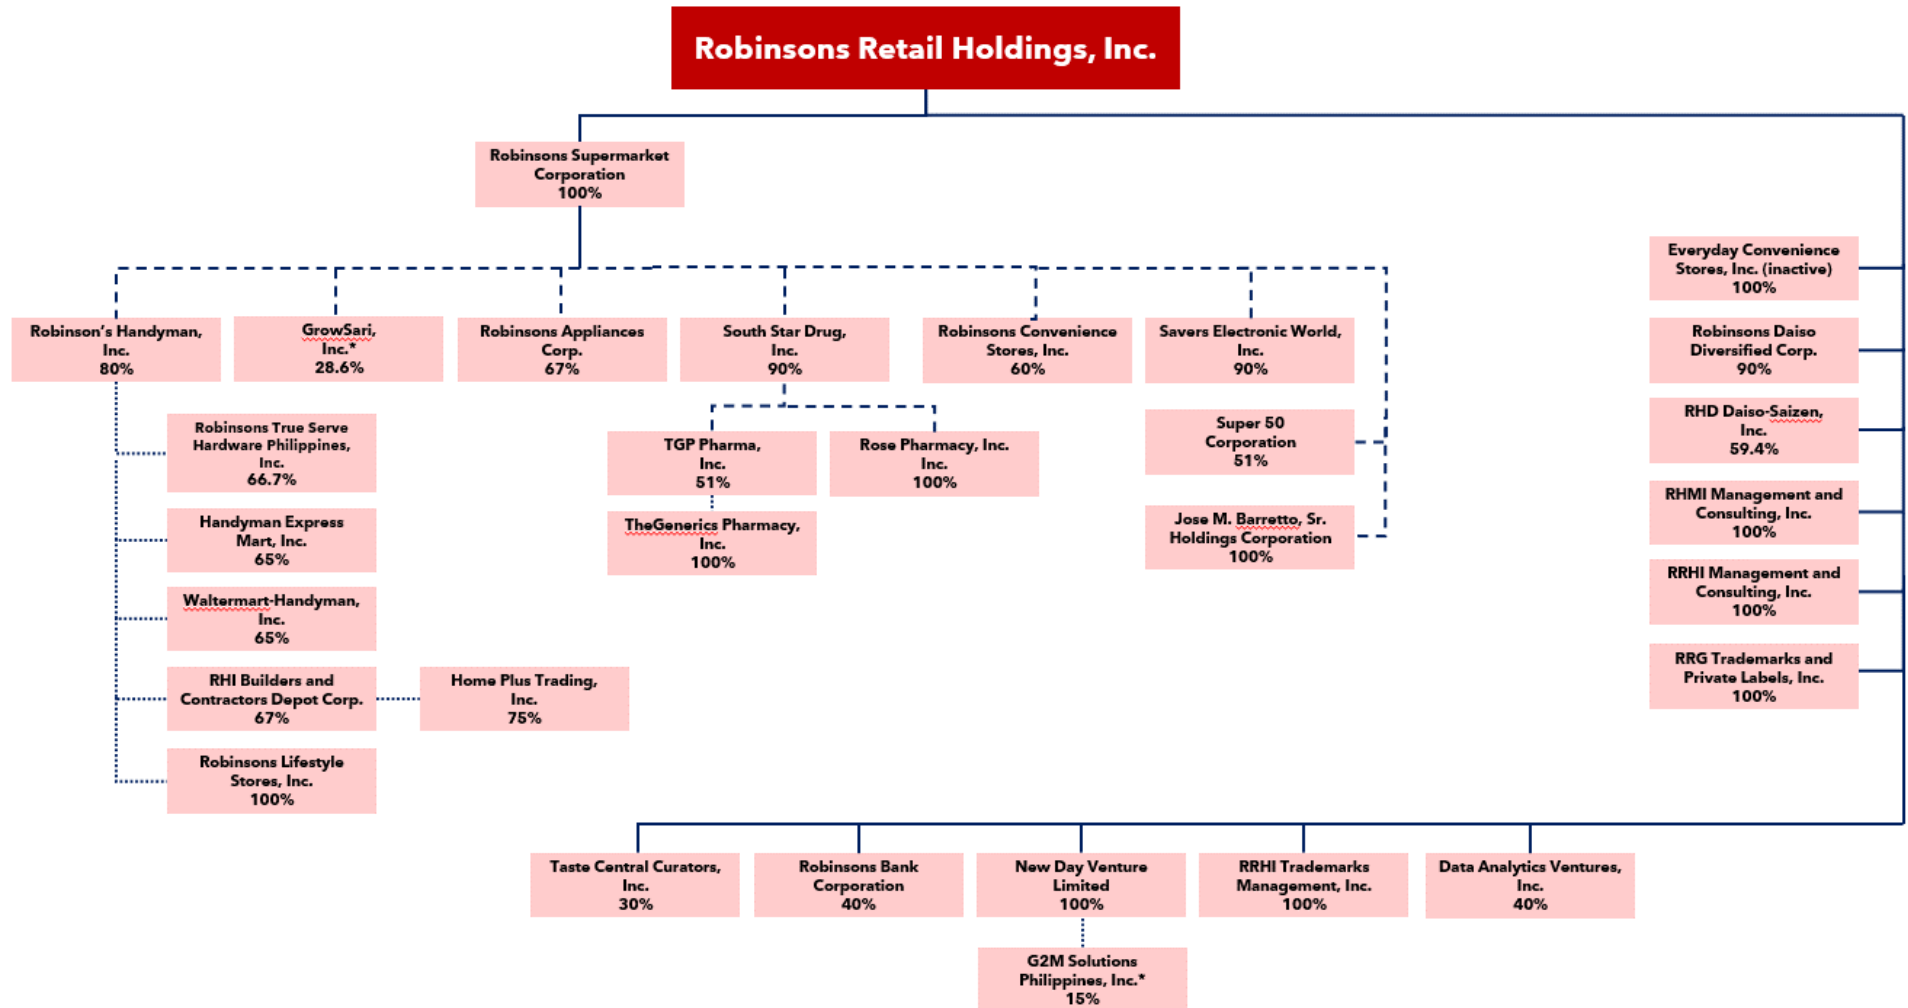 Robinsons Retail Holdings, Inc.
Robinsons Supermarket
Corporation
100%
Robinson's Handyman,
Inc.
80%
GrowSari,
Inc.*
28.6%
Robinsons Appliances
Corp.
67%
South Star Drug,
Inc.
90%
Robinsons Convenience
Stores, Inc.
60%
Savers Electronic World,
Inc.
90%
Super 50
Corporation
51%
Jose M. Barretto, Sr.
Holdings Corporation
100%
Robinsons True Serve
Hardware Philippines,
Inc.
66.7%
Handyman Express
Mart, Inc.
65%
Waltermart-Handyman,
Inc.
65%
RHI Builders and
Contractors Depot Corp.
67%
Home Plus Trading,
Inc.
75%
Robinsons Lifestyle
Stores, Inc.
100%
TGP Pharma,
Inc.
51%
Rose Pharmacy, Inc.
Inc.
100%
TheGenerics Pharmacy,
Inc.
100%
Everyday Convenience
Stores, Inc. (inactive)
100%
Robinsons Daiso
Diversified Corp.
90%
RHD Daiso-Saizen,
Inc.
59.4%
RHMI Management and
Consulting, Inc.
100%
RRHI Management and
Consulting, Inc.
100%
RRG Trademarks and
Private Labels, Inc.
100%
Taste Central Curators,
Inc.
30%
Robinsons Bank
Corporation
40%
New Day Venture
Limited
100%
RRHI Trademarks
Management, Inc.
100%
Data Analytics Ventures,
Inc.
40%
G2M Solutions
Philippines, Inc.*
15%